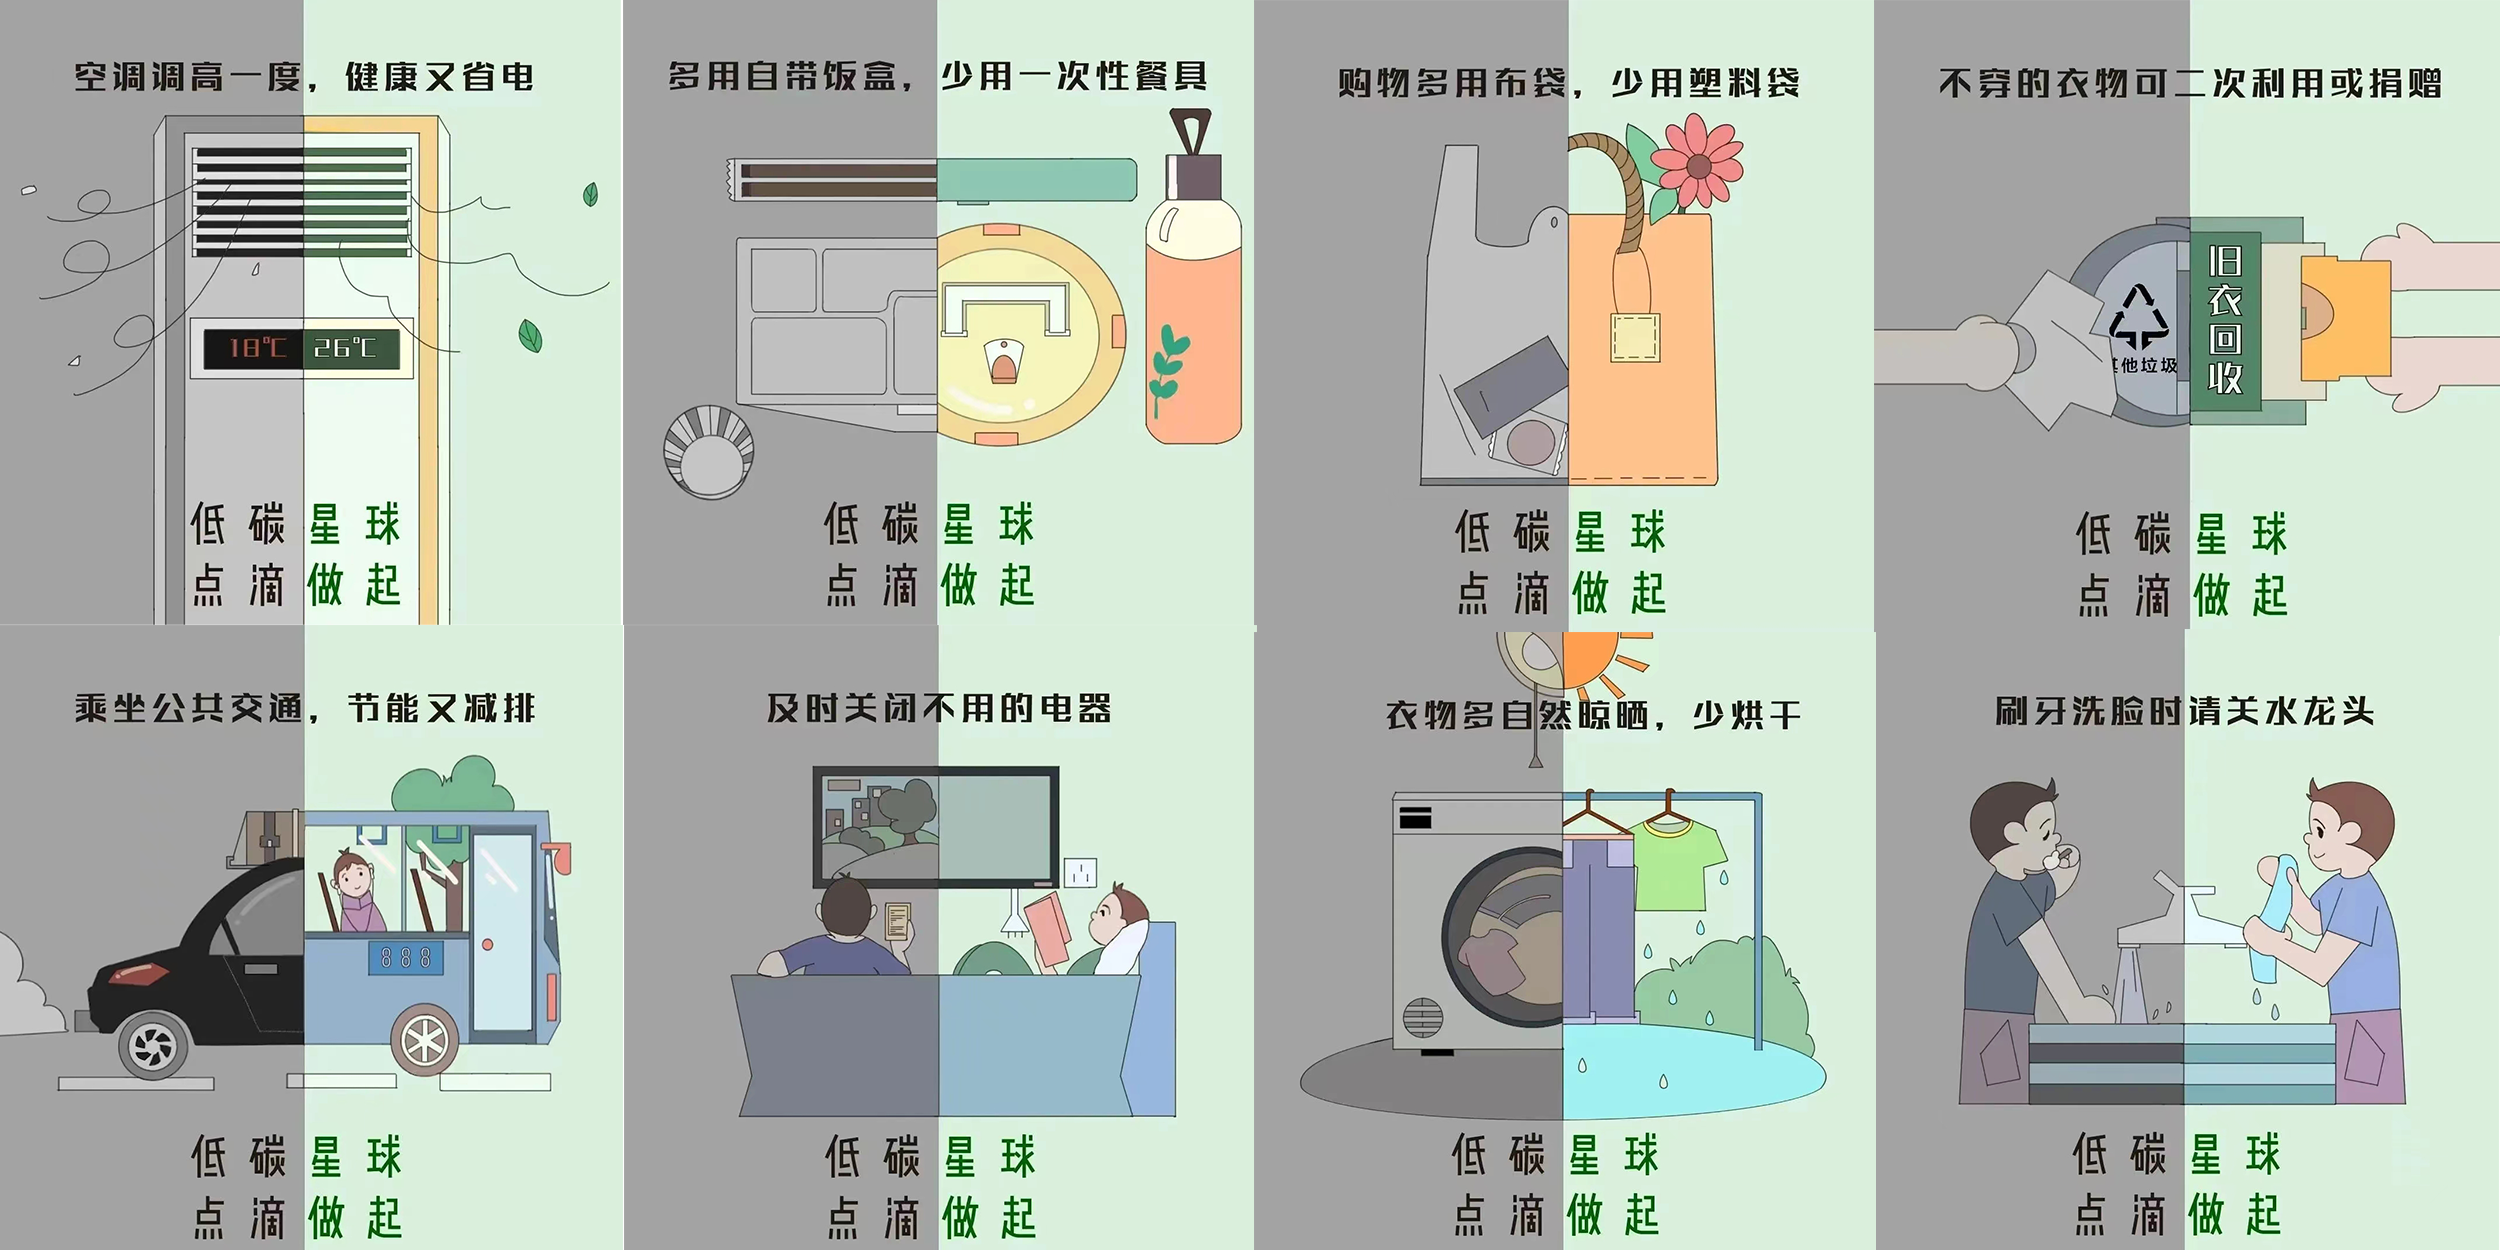 空调调高一度，健康又省电
18℃ 26℃
低碳星球
点滴做起
多用自带饭盒，少用一次性餐具
低碳星球
点滴做起
购物多用布袋，少用塑料袋
低碳星球
点滴做起
不穿的衣物可二次利用或捐赠
其他垃圾
旧衣回收
低碳星球
点滴做起
乘坐公共交通，节能又减排
888
低碳星球
点滴做起
及时关闭不用的电器
低碳星球
点滴做起
衣物多自然晾晒，少烘干
低碳星球
点滴做起
刷牙洗脸时请关水龙头
低碳星球
点滴做起